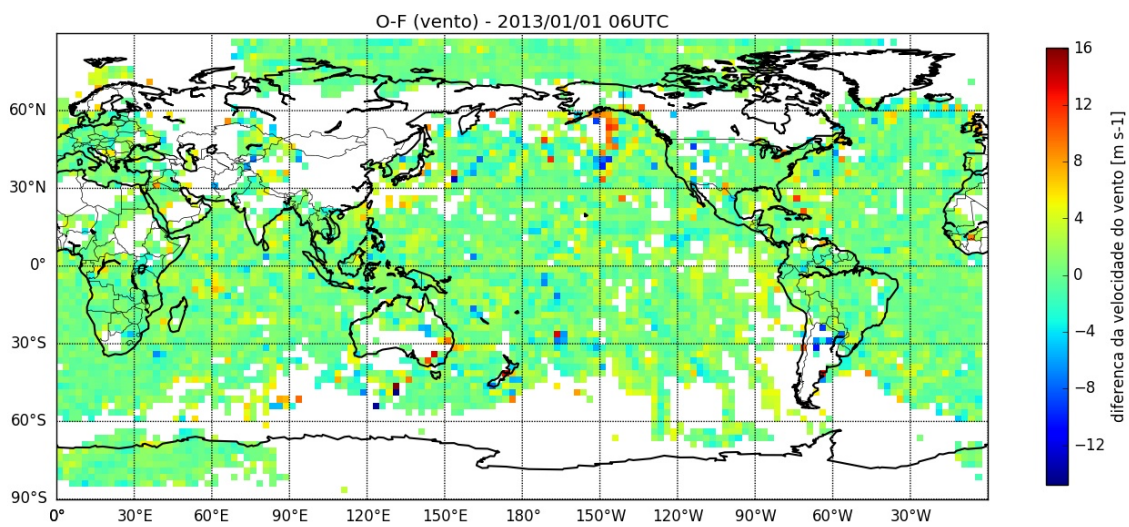 O-F (vento) - 2013/01/01 06UTC
60°N
30°N
0°
30°S
60°S
90°S
0° 30°E 60°E 90°E 120°E 150°E 180° 150°W 120°W 90°W 60°W 30°W
16
12
8
4
0
−4
−8
−12
diferenca da velocidade do vento [m s-1]